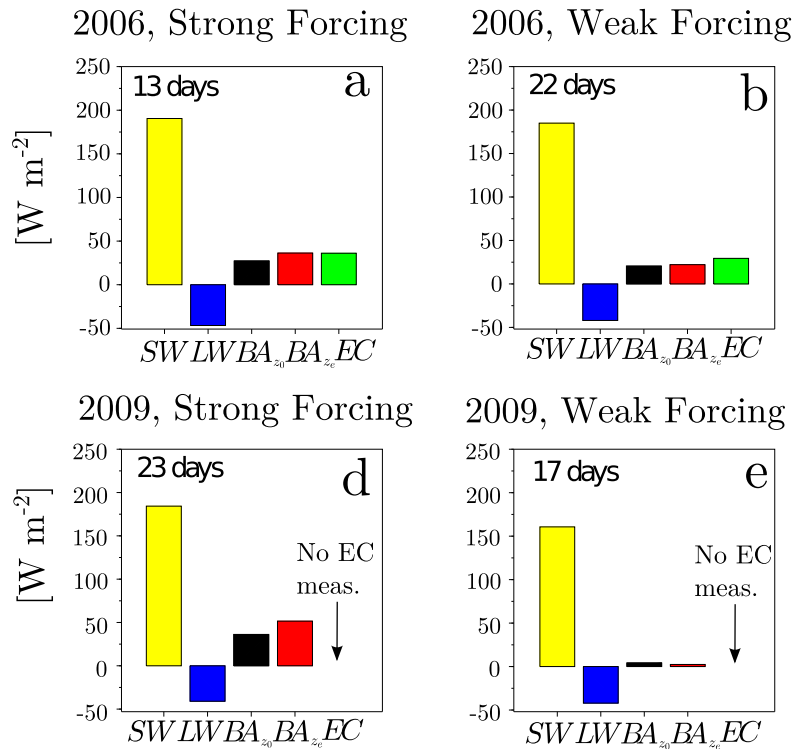 2006, Strong Forcing
2006, Weak Forcing
250
200
150
100
50
0
-50
[W m-2]
13 days
a
SW LW BAz0 BAze EC
250
200
150
100
50
0
-50
22 days
b
SW LW BAz0 BAze EC
2009, Strong Forcing
2009, Weak Forcing
250
200
150
100
50
0
-50
[W m-2]
23 days
d
No EC
meas.
SW LW BAz0 BAze EC
250
200
150
100
50
0
-50
17 days
e
No EC
meas.
SW LW BAz0 BAze EC